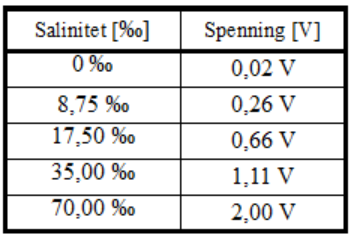 Salinitet [‰] Spenning [V]
0 ‰ 0,02 V
8,75 ‰ 0,26 V
17,50 ‰ 0,66 V
35,00 ‰ 1,11 V
70,00 ‰ 2,00 V